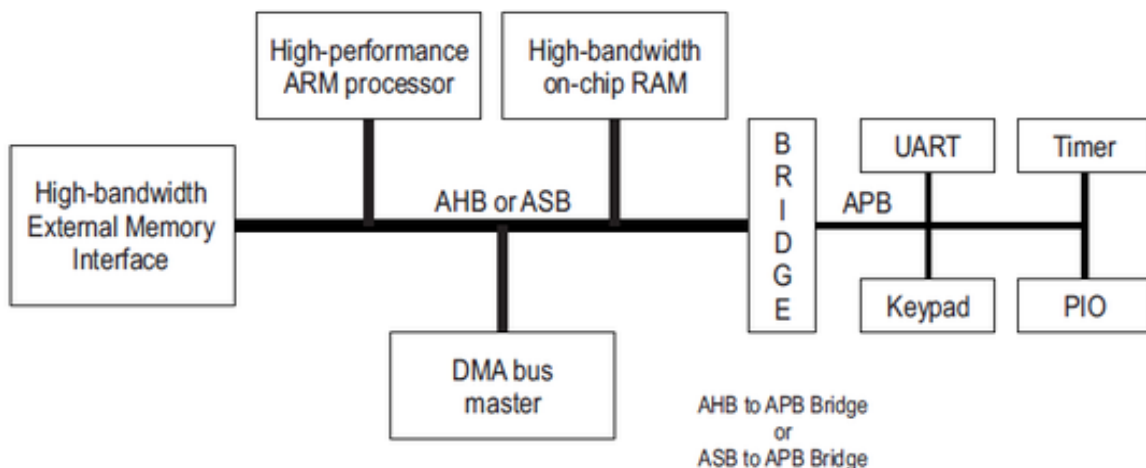 High-performance
ARM processor
High-bandwidth
on-chip RAM
High-bandwidth
External Memory
Interface
AHB or ASB
B
R
I
D
G
E
APB
UART
Timer
Keypad
PIO
DMA bus
master
AHB to APB Bridge
or
ASB to APB Bridge